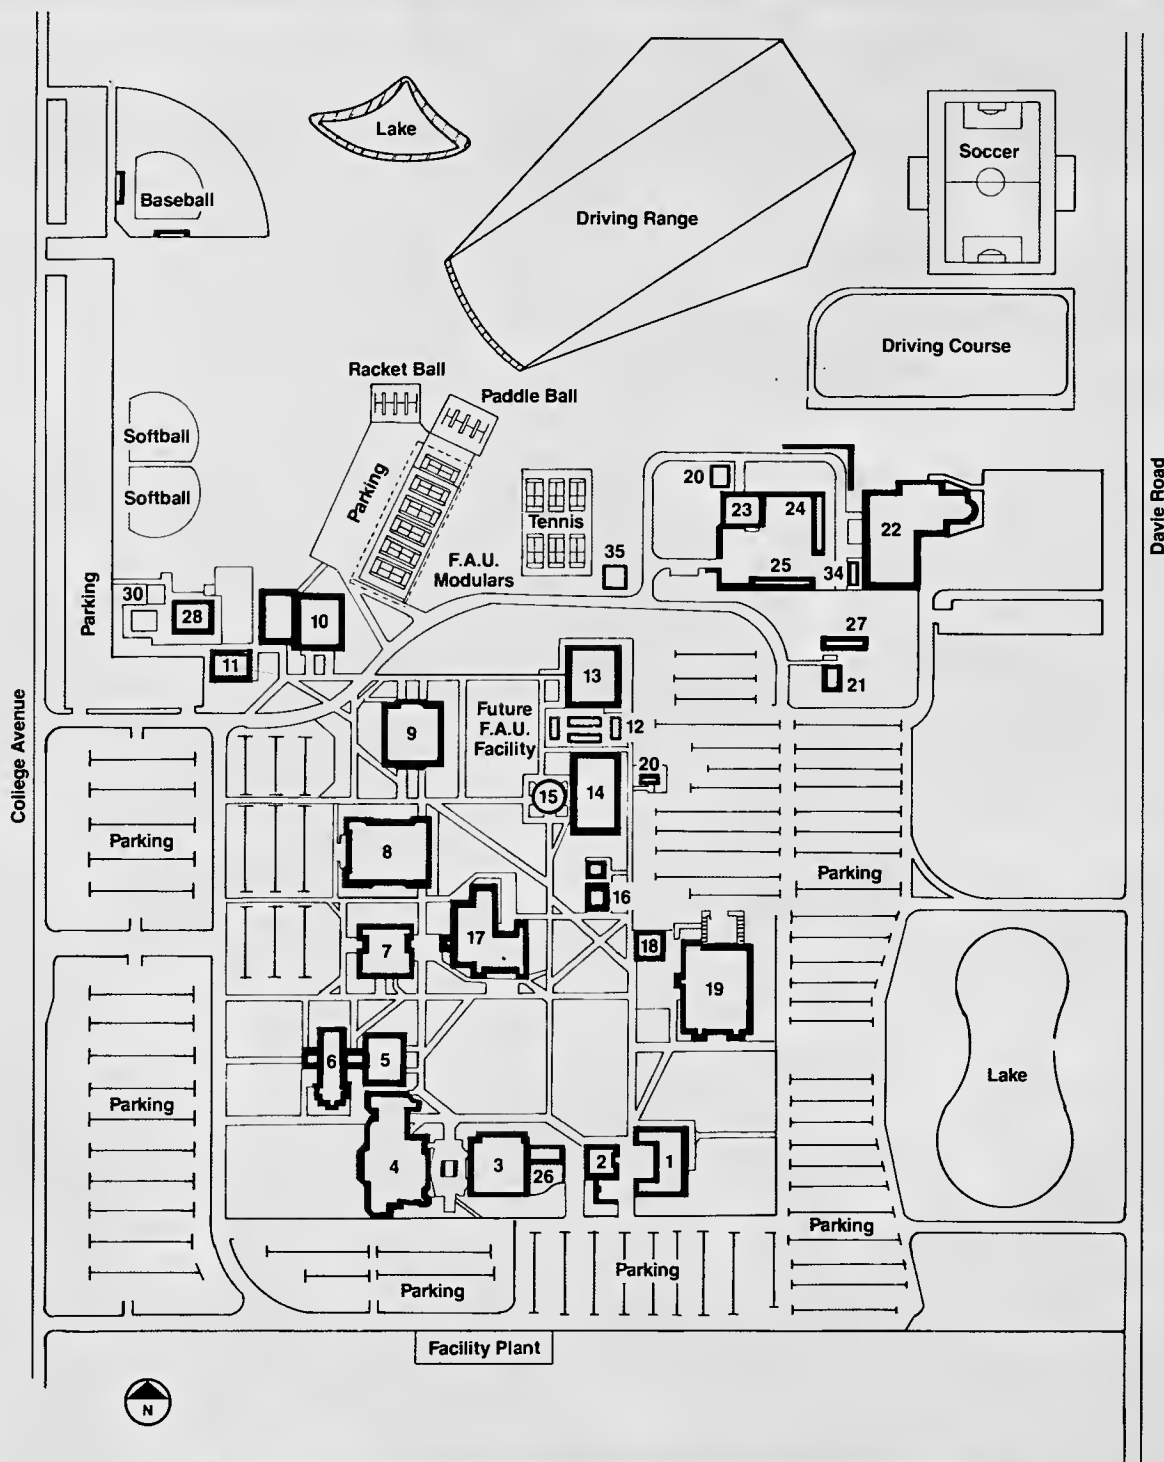 Lake
Soccer
Baseball
Driving Range
Driving Course
Racket Ball
Paddle Ball
Softball
Softball
Parking
Tennis
F.A.U.
Modulars
35
20
23
24
22
25
34
Davie Road
Parking
30
28
10
11
27
21
13
Future
F.A.U.
Facility
12
9
College Avenue
20
15
14
Parking
8
Parking
16
17
7
18
19
6
5
Lake
Parking
4
3
26
2
1
Parking
Parking
Parking
Facility Plant
N